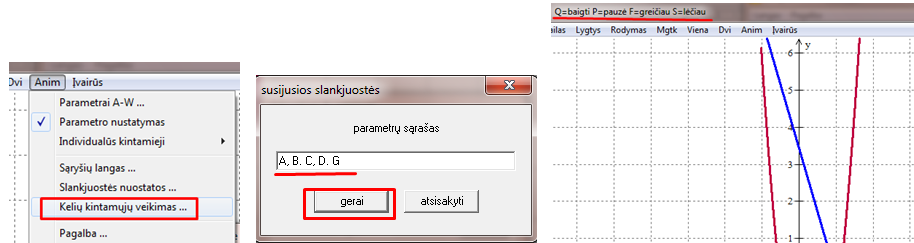 Dvi Anim Įvairūs
Parametrai A-W ...
Parametro nustatymas
Individualūs kintamieji
Sąryšių langas ...
Slankjuostės nuostatos ...
Kelių kintamųjų veikimas ...
Pagalba ...
susijusios slankjuostės
parametrų sąrašas
A, B. C, D. G
gerai atsisakyti
Q=baigti P=pauzė F=greičiau S=lėčiau
ailas Lygtys Rodymas Mgtk Viena Dvi Anim Įvairūs
y
6
5
4
3
2
1